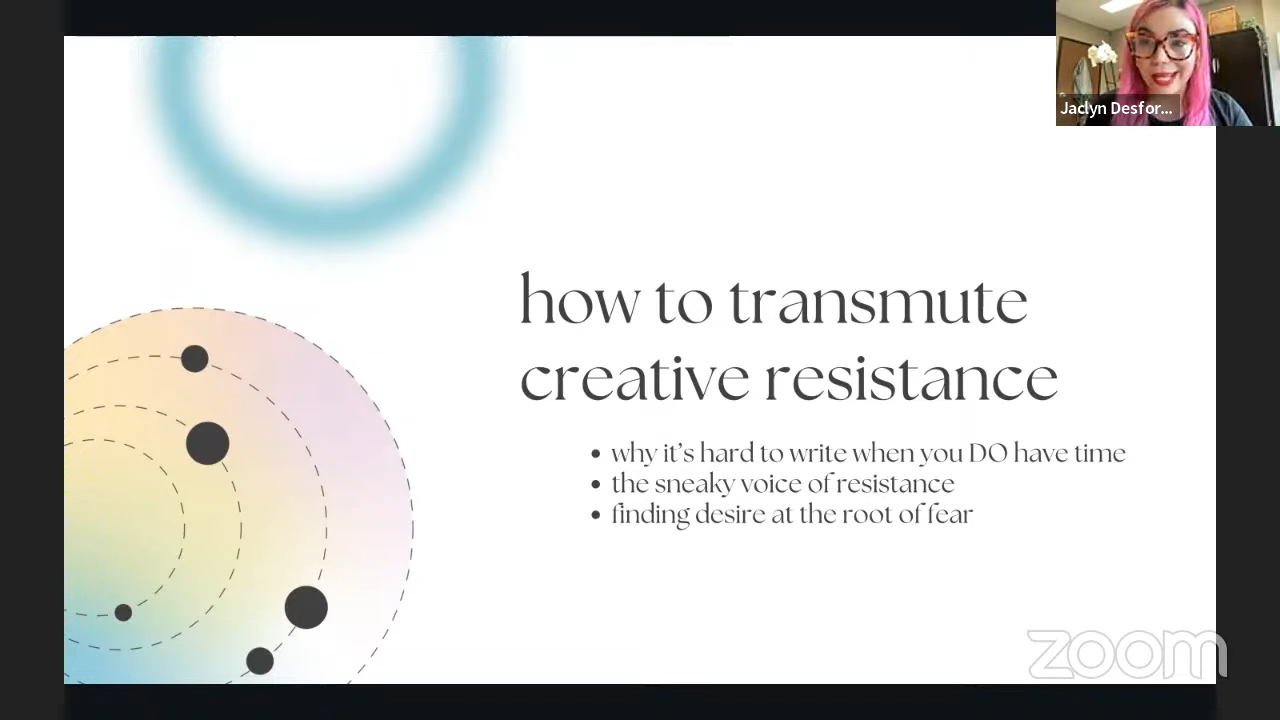 Jaclyn Desfor...
how to transmute
creative resistance
• why it's hard to write when you DO have time
• the sneaky voice of resistance
• finding desire at the root of fear
zoom